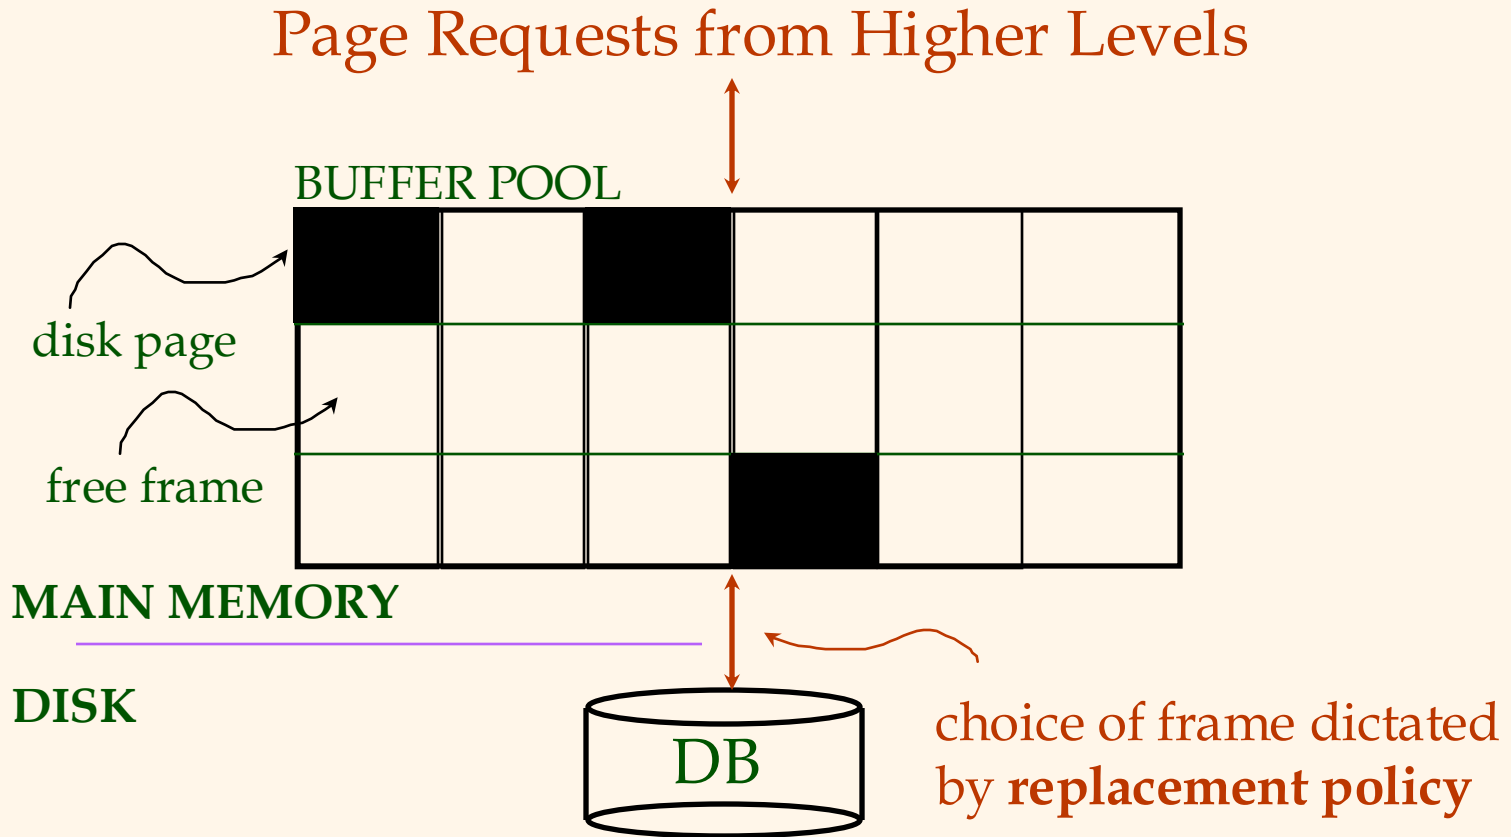 Page Requests from Higher Levels
BUFFER POOL
disk page
free frame
MAIN MEMORY
DISK
DB
choice of frame dictated
by replacement policy